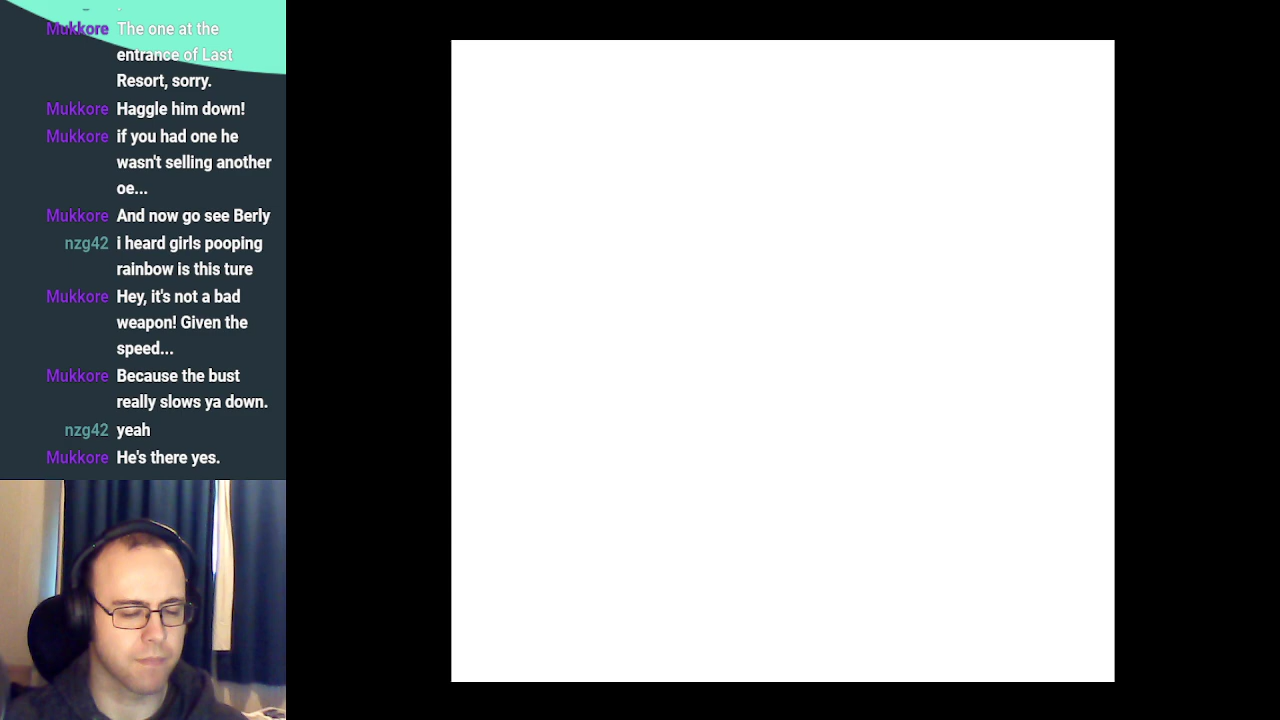 Mukkore The one at the
entrance of Last
Resort, sorry.
Mukkore Haggle him down!
Mukkore if you had one he
wasn't selling another
oe...
Mukkore And now go see Berly
nzg42 i heard girls pooping
rainbow is this ture
Mukkore Hey, it's not a bad
weapon! Given the
speed...
Mukkore Because the bust
really slows ya down.
nzg42 yeah
Mukkore He's there yes.